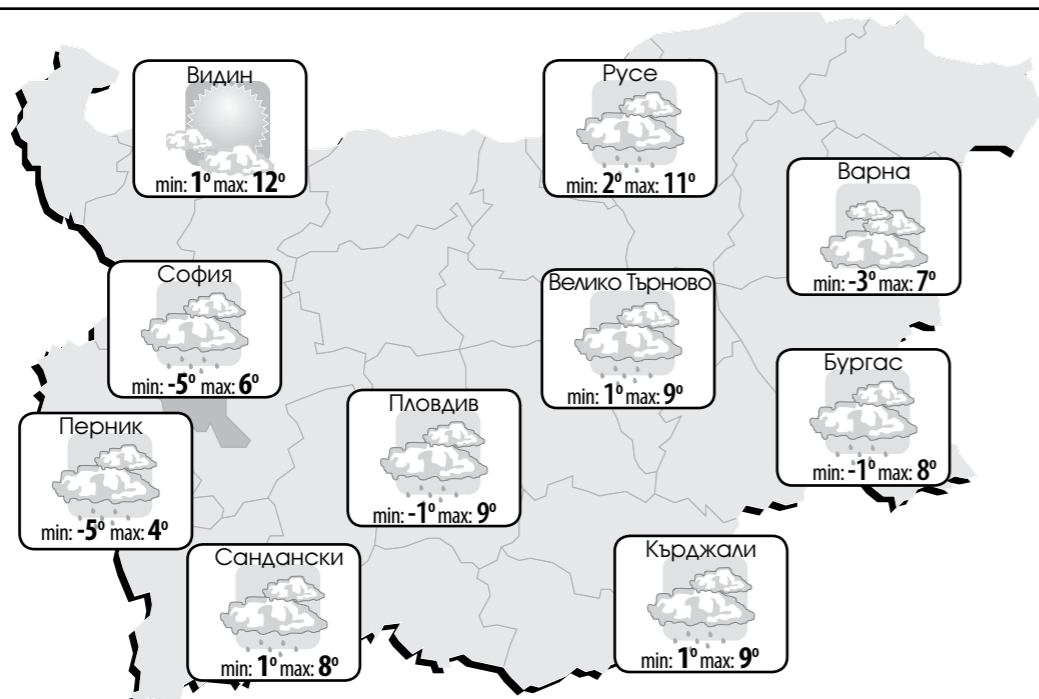 Видин
min: 1° max: 12°
Русе
min: 2° max: 11°
Варна
min: -3° max: 7°
София
min: -5° max: 6°
Велико Търново
min: 1° max: 9°
Бургас
min: -1° max: 8°
Пловдив
min: -1° max: 9°
Перник
min: -5° max: 4°
Сандански
min: 1° max: 8°
Кърджали
min: 1° max: 9°